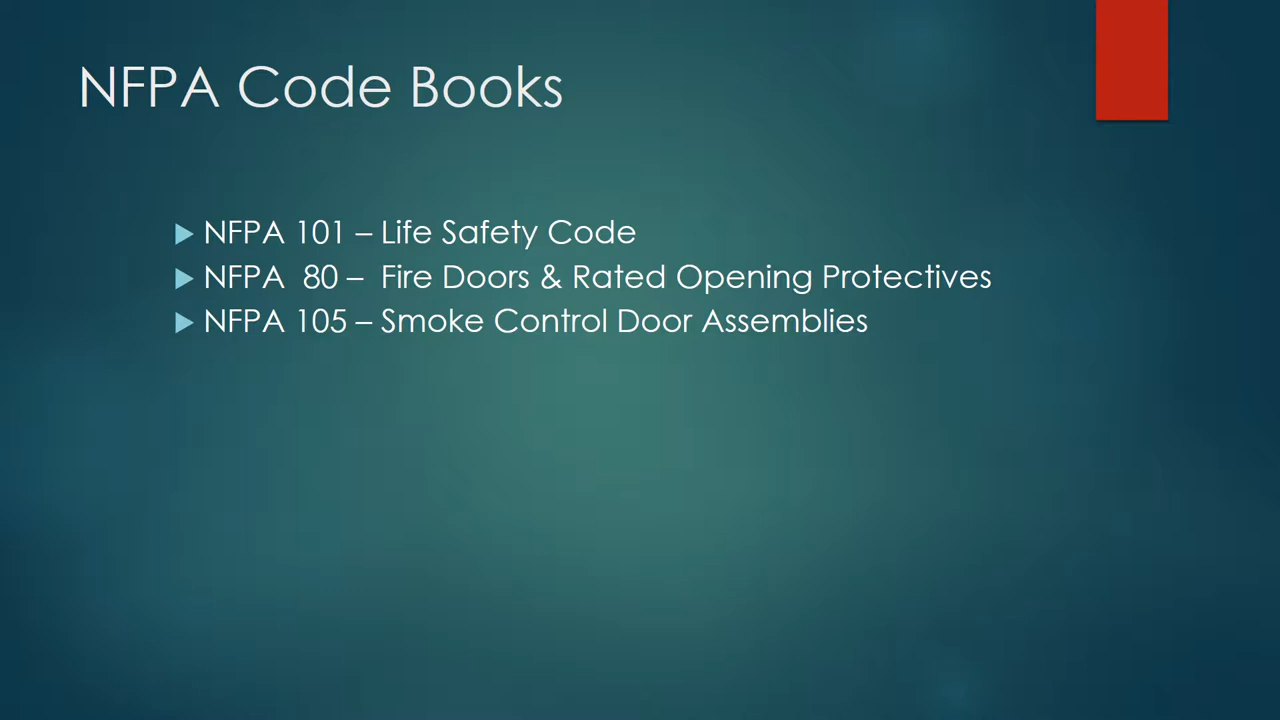 NFPA Code Books
NFPA 101 – Life Safety Code
NFPA  80 –  Fire Doors & Rated Opening Protectives
NFPA 105 – Smoke Control Door Assemblies